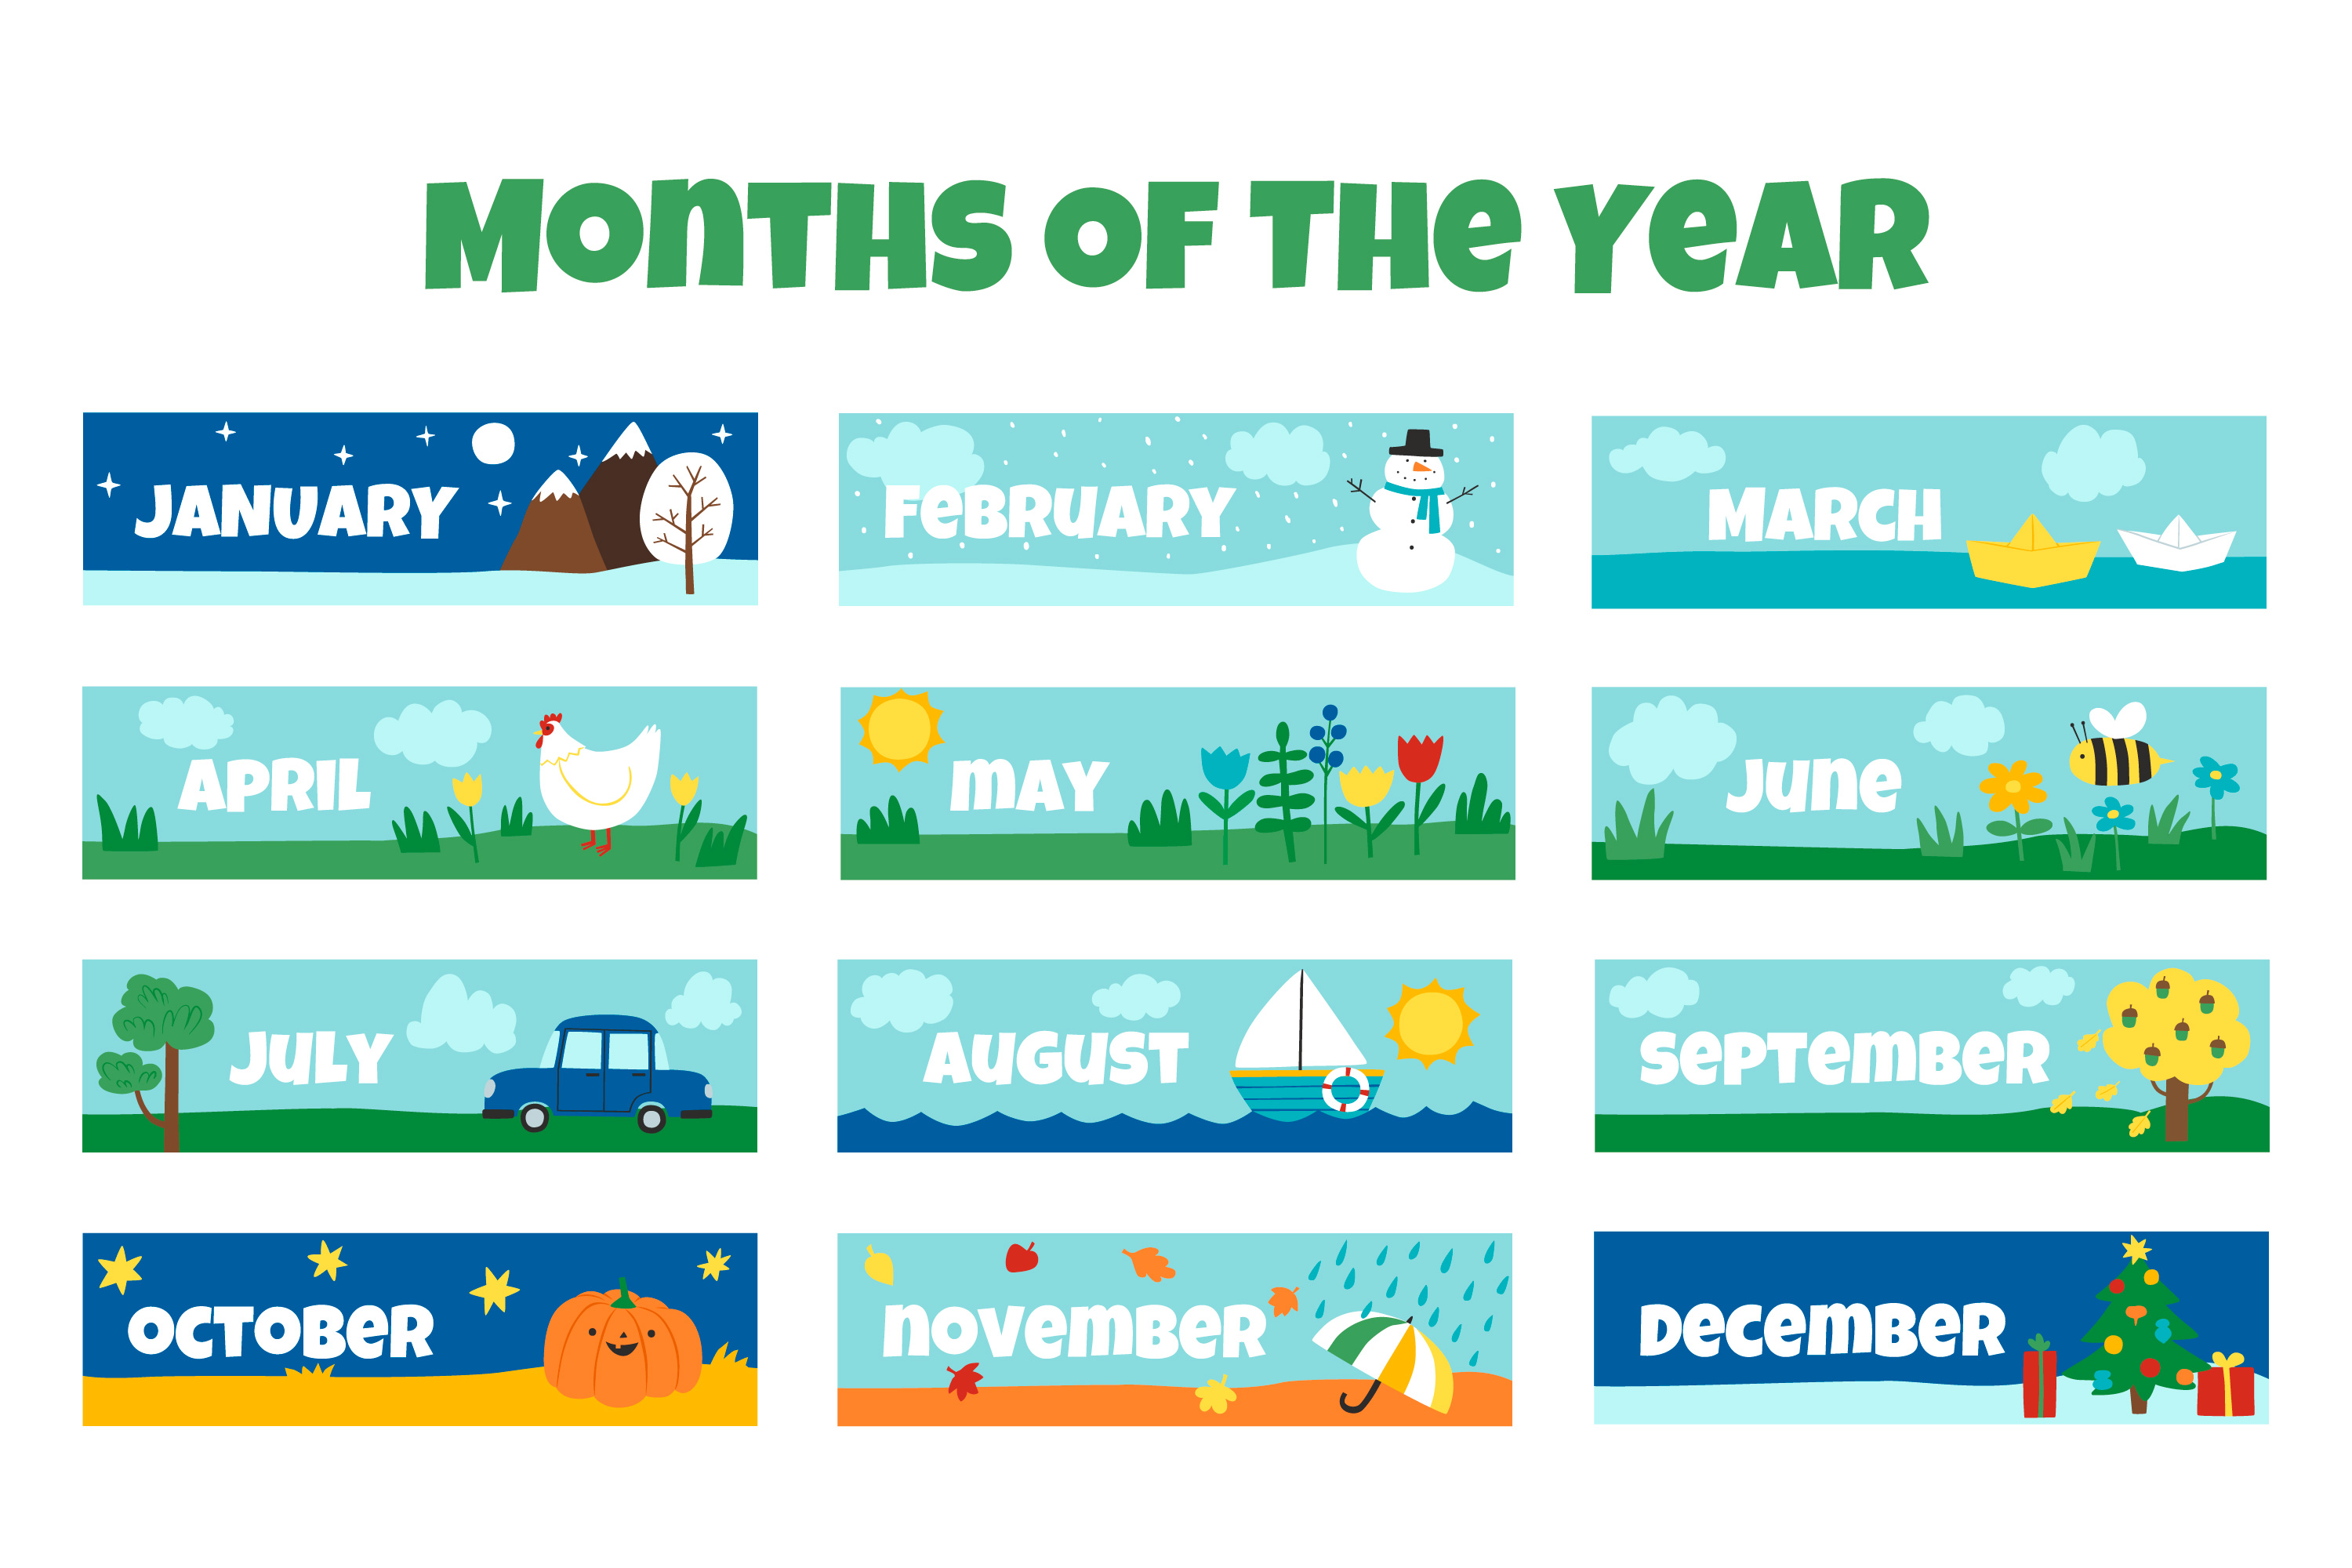 MONTHS OF THE YEAR
JANUARY
FEBRUARY
MARCH
APRIL
MAY
JUNE
JULY
AUGUST
SEPTEMBER
OCTOBER
NOVEMBER
DECEMBER